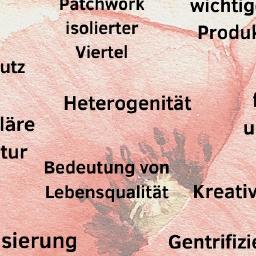 Patchwork
isolierter
Viertel
wichtig
Produk
utz
Heterogenität
f
u
läre
tur
Bedeutung von
Lebensqualität
Kreativ
sierung
Gentrifizie